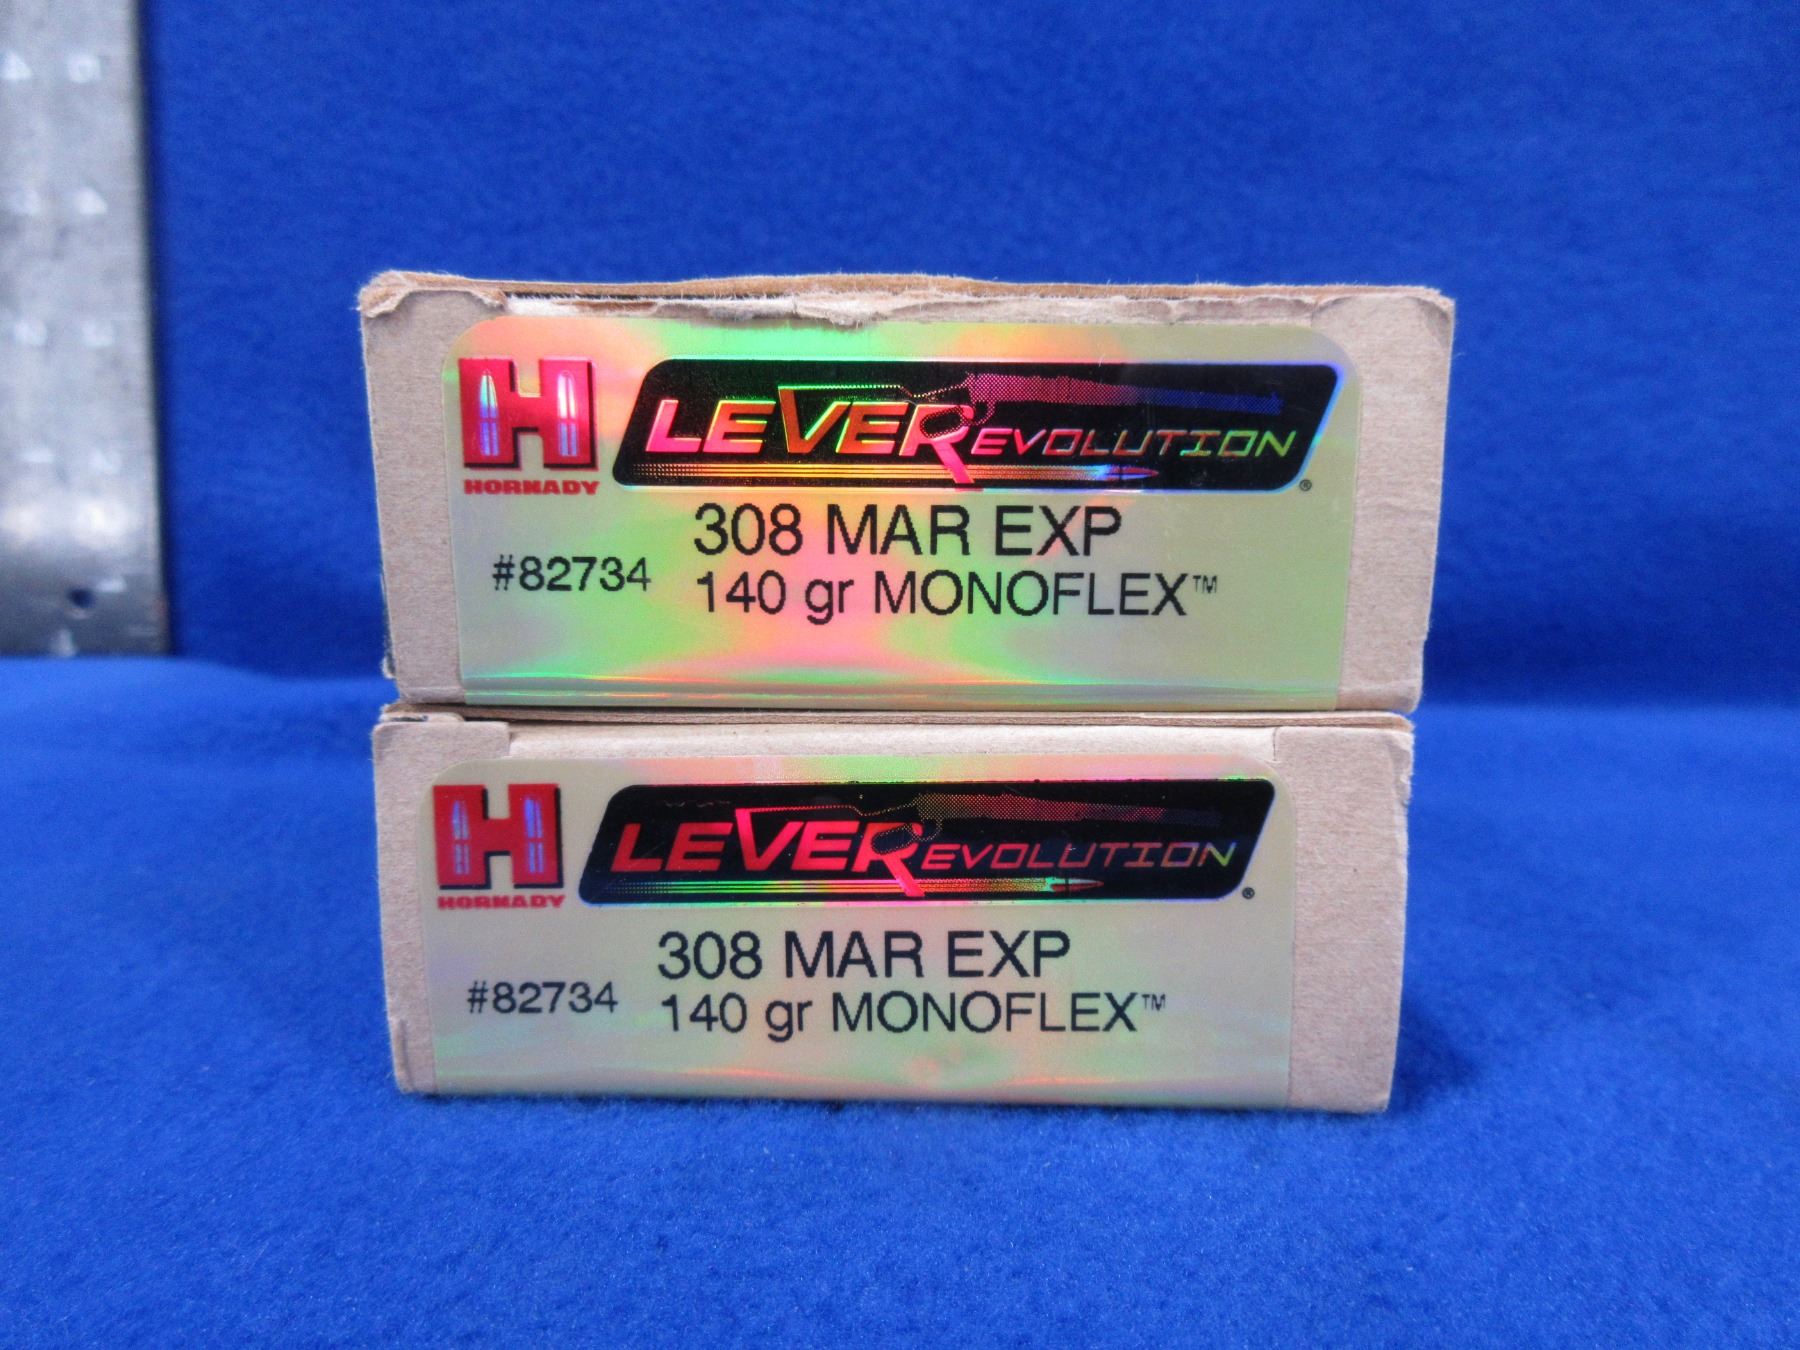 LEVEREVOLUTION®
HORNADY
308 MAR EXP
#82734
140 gr MONOFLEX™
LEVEREVOLUTION®
HORNADY
308 MAR EXP
#82734
140 gr MONOFLEX™